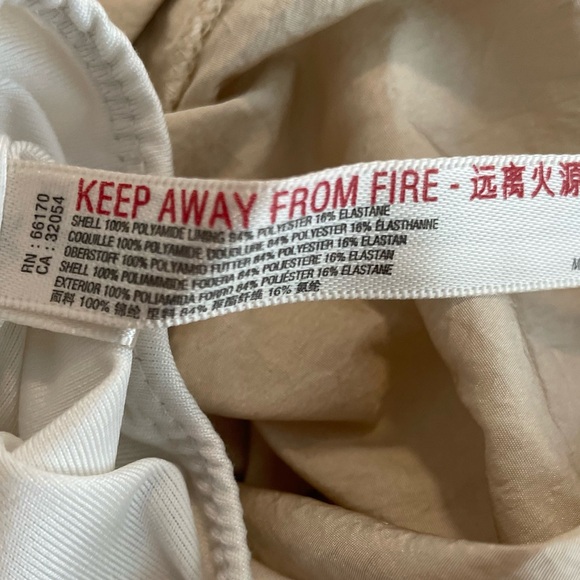 RN : 66170
CA : 32054
KEEP AWAY FROM FIRE - 远离火源
SHELL 100% POLYAMIDE LINING 84% POLYESTER 16% ELASTANE
COQUILLE 100% POLYAMIDE DOUBLURE 84% POLYESTER 16% ELASTHANNE
OBERSTOFF 100% POLYAMID FUTTER 84% POLYESTER 16% ELASTAN
SHELL 100% POLIAMMIDE FODERA 84% POLIESTERE 16% ELASTAN
EXTERIOR 100% POLIAMIDA FORRO 84% POLIÉSTER 16% ELASTANE
面料 100% 锦纶 里料 84% 聚酯纤维 16% 氨纶
M